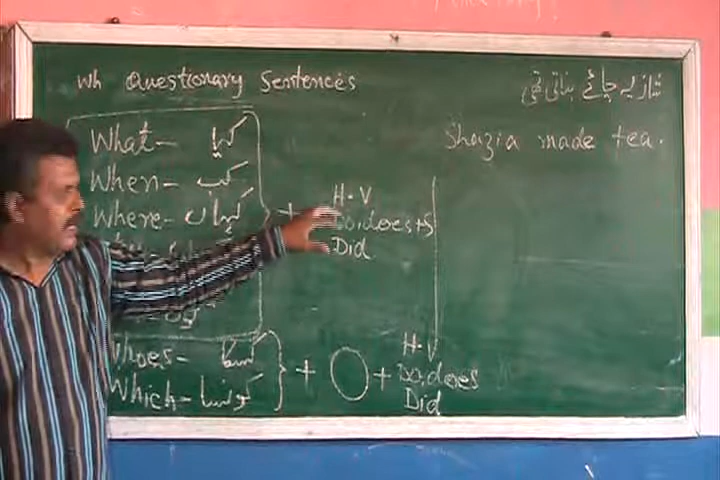 Wh Questionary Sentences
شازیہ چائے بناتی تھی
Shazia made tea.
What - کیا
When - کب
Where - کہاں
+ H.V
Do, does + S
Did
Whoes - کسکا
Which - کونسا
+ +
H.V
Do, does
Did